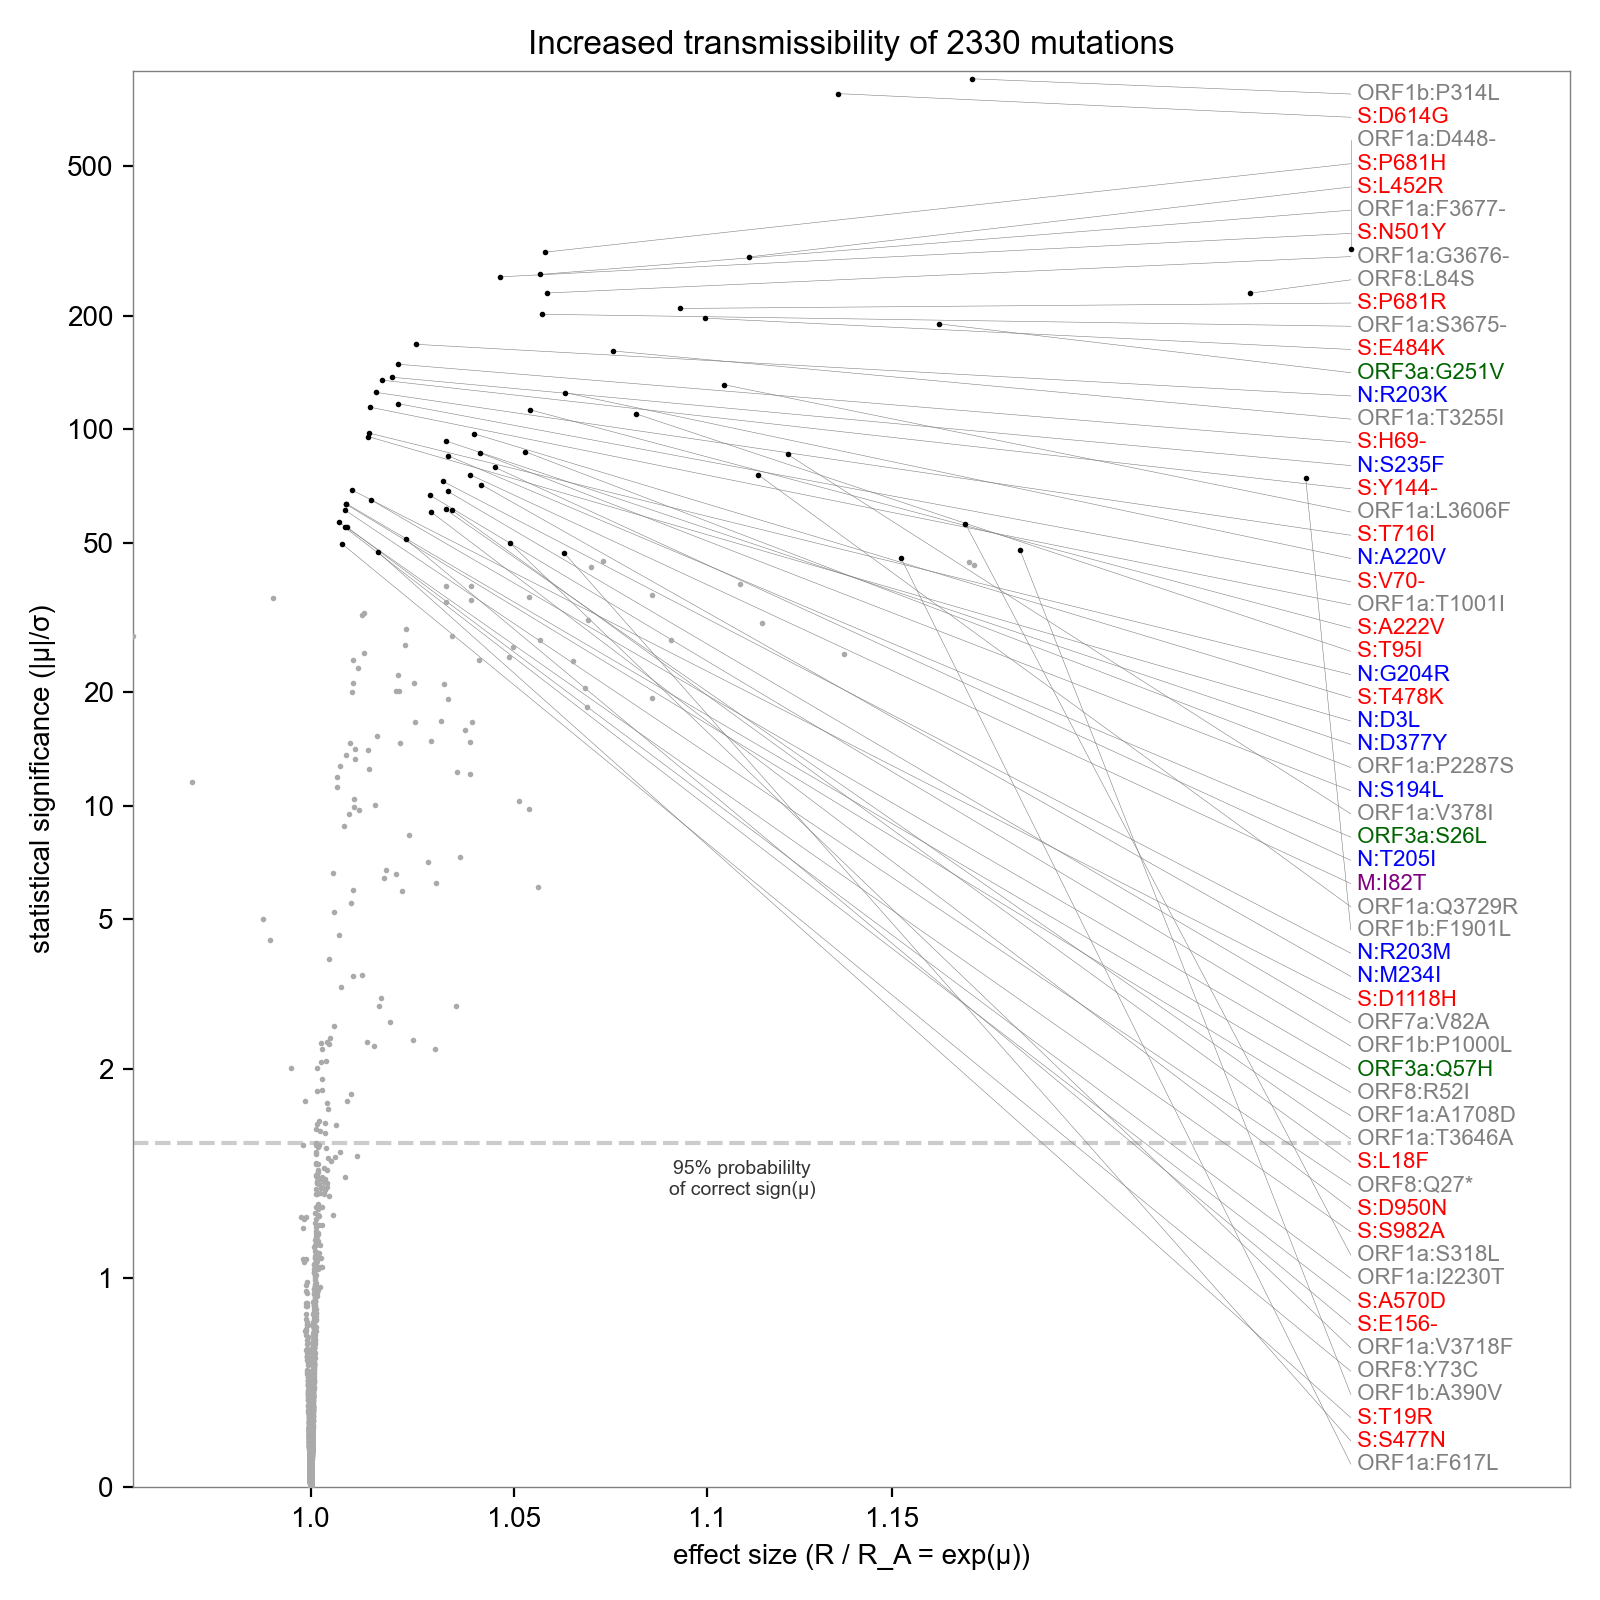 Increased transmissibility of 2330 mutations
statistical significance (|μ|/σ)
500
200
100
50
20
10
5
2
1
0
ORF1b:P314L
S:D614G
ORF1a:D448-
S:P681H
S:L452R
ORF1a:F3677-
S:N501Y
ORF1a:G3676-
ORF8:L84S
S:P681R
ORF1a:S3675-
S:E484K
ORF3a:G251V
N:R203K
ORF1a:T3255I
S:H69-
N:S235F
S:Y144-
ORF1a:L3606F
S:T716I
N:A220V
S:V70-
ORF1a:T1001I
S:A222V
S:T95I
N:G204R
S:T478K
N:D3L
N:D377Y
ORF1a:P2287S
N:S194L
ORF1a:V378I
ORF3a:S26L
N:T205I
M:I82T
ORF1a:Q3729R
ORF1b:F1901L
N:R203M
N:M234I
S:D1118H
ORF7a:V82A
ORF1b:P1000L
ORF3a:Q57H
ORF8:R52I
ORF1a:A1708D
ORF1a:T3646A
S:L18F
ORF8:Q27*
S:D950N
S:S982A
ORF1a:S318L
ORF1a:I2230T
S:A570D
S:E156-
ORF1a:V3718F
ORF8:Y73C
ORF1b:A390V
S:T19R
S:S477N
ORF1a:F617L
95% probabililty
of correct sign(μ)
1.0 1.05 1.1 1.15
effect size (R / R_A = exp(μ))